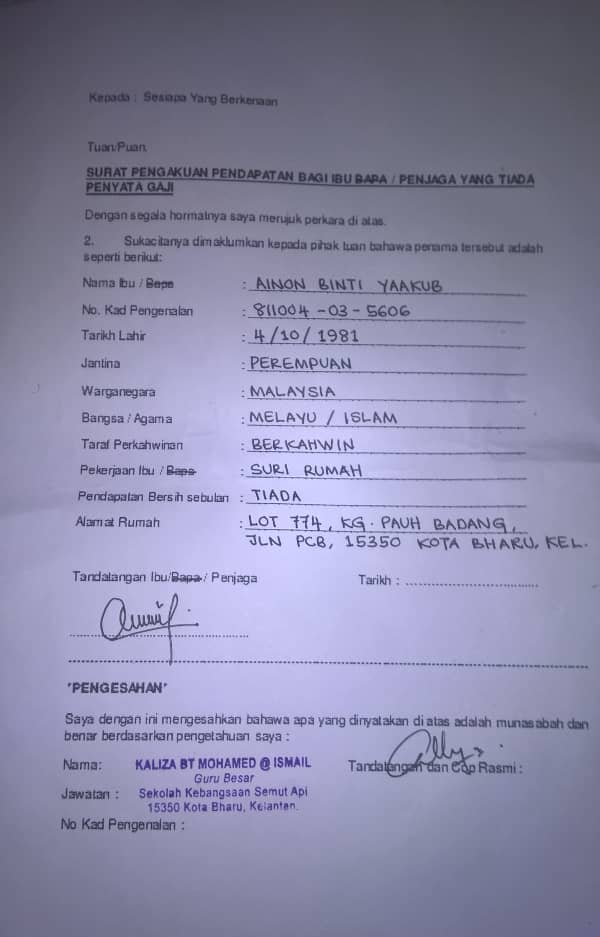 Kepada : Sesiapa Yang Berkenaan
Tuan/Puan,
SURAT PENGAKUAN PENDAPATAN BAGI IBU BAPA / PENJAGA YANG TIADA
PENYATA GAJI
Dengan segala hormatnya saya merujuk perkara di atas.
2. Sukacitanya dimaklumkan kepada pihak tuan bahawa penama tersebut adalah
seperti berikut:
Nama Ibu / Bapa : AINON BINTI YAAKUB
No. Kad Pengenalan : 811004-03-5606
Tarikh Lahir : 4/10/1981
Jantina : PEREMPUAN
Warganegara : MALAYSIA
Bangsa / Agama : MELAYU / ISLAM
Taraf Perkahwinan : BERKAHWIN
Pekerjaan Ibu / Bapa : SURI RUMAH
Pendapatan Bersih sebulan : TIADA
Alamat Rumah : LOT 774, KG. PAUH BADANG,
JLN PCB, 15350 KOTA BHARU, KEL.
Tandatangan Ibu/Bapa / Penjaga Tarikh : ................................
"PENGESAHAN"
Saya dengan ini mengesahkan bahawa apa yang dinyatakan di atas adalah munasabah dan
benar berdasarkan pengetahuan saya :
Nama: KALIZA BT MOHAMED @ ISMAIL Tandatangan dan Cop Rasmi :
Guru Besar
Jawatan : Sekolah Kebangsaan Semut Api
15350 Kota Bharu, Kelantan.
No Kad Pengenalan :